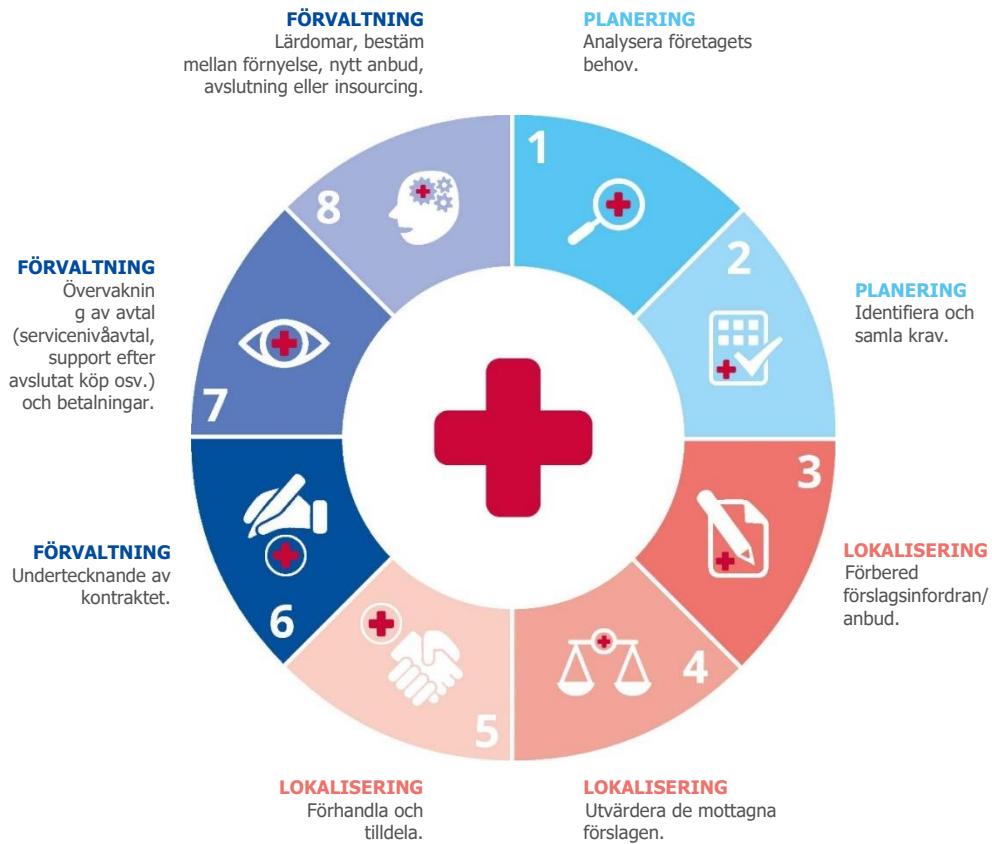 FÖRVALTNING
Lärdomar, bestäm
mellan förnyelse, nytt anbud,
avslutning eller insourcing.
PLANERING
Analysera företagets
behov.
1
8
2
FÖRVALTNING
Övervaknin
g av avtal
(servicenivåavtal,
support efter
avslutat köp osv.)
och betalningar.
PLANERING
Identifiera och
samla krav.
7
3
FÖRVALTNING
Undertecknande av
kontraktet.
LOKALISERING
Förbered
förslagsinfordran/
anbud.
6
4
5
LOKALISERING
Förhandla och
tilldela.
LOKALISERING
Utvärdera de mottagna
förslagen.